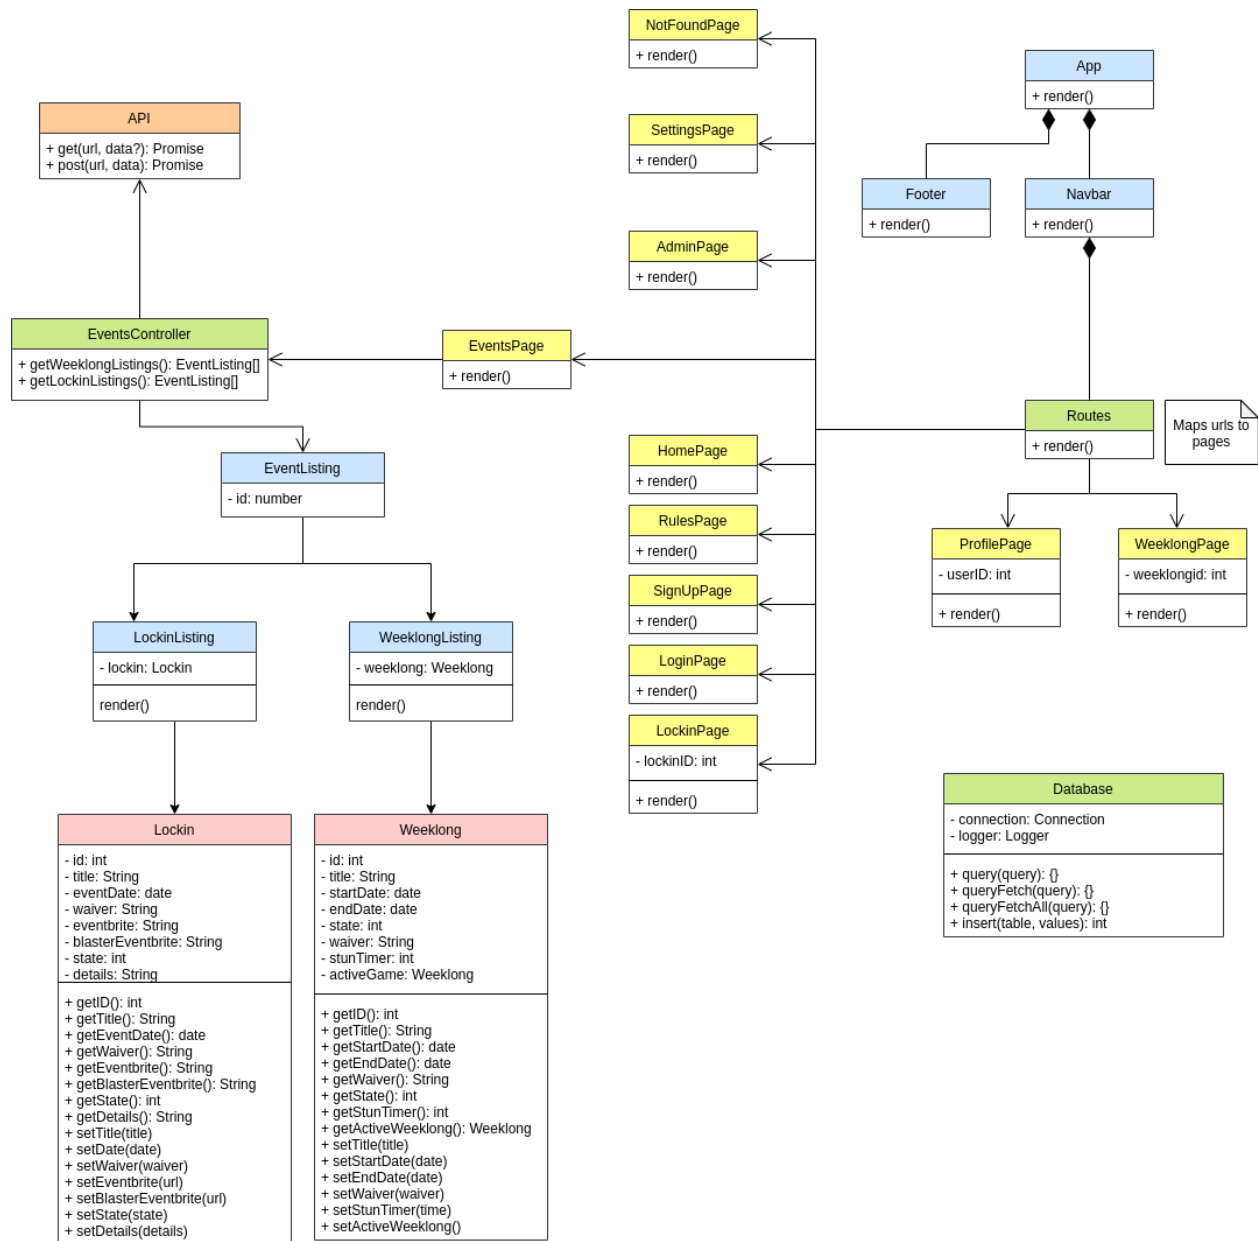 NotFoundPage
+ render()
App
+ render()
API
+ get(url, data?): Promise
+ post(url, data): Promise
SettingsPage
+ render()
Footer
+ render()
Navbar
+ render()
AdminPage
+ render()
EventsController
+ getWeeklongListings(): EventListing[]
+ getLockinListings(): EventListing[]
EventsPage
+ render()
Routes
+ render()
Maps urls to
pages
EventListing
- id: number
HomePage
+ render()
RulesPage
+ render()
ProfilePage
- userID: int
+ render()
WeeklongPage
- weeklongid: int
+ render()
SignUpPage
+ render()
LockinListing
- lockin: Lockin
render()
WeeklongListing
- weeklong: Weeklong
render()
LoginPage
+ render()
LockinPage
- lockinID: int
+ render()
Database
- connection: Connection
- logger: Logger
+ query(query): {}
+ queryFetch(query): {}
+ queryFetchAll(query): {}
+ insert(table, values): int
Lockin
- id: int
- title: String
- eventDate: date
- waiver: String
- eventbrite: String
- blasterEventbrite: String
- state: int
- details: String
+ getID(): int
+ getTitle(): String
+ getEventDate(): date
+ getWaiver(): String
+ getEventbrite(): String
+ getBlasterEventbrite(): String
+ getState(): int
+ getDetails(): String
+ setTitle(title)
+ setDate(date)
+ setWaiver(waiver)
+ setEventbrite(url)
+ setBlasterEventbrite(url)
+ setState(state)
+ setDetails(details)
Weeklong
- id: int
- title: String
- startDate: date
- endDate: date
- state: int
- waiver: String
- stunTimer: int
- activeGame: Weeklong
+ getID(): int
+ getTitle(): String
+ getStartDate(): date
+ getEndDate(): date
+ getWaiver(): String
+ getState(): int
+ getStunTimer(): int
+ getActiveWeeklong(): Weeklong
+ setTitle(title)
+ setStartDate(date)
+ setEndDate(date)
+ setWaiver(waiver)
+ setStunTimer(time)
+ setActiveWeeklong()